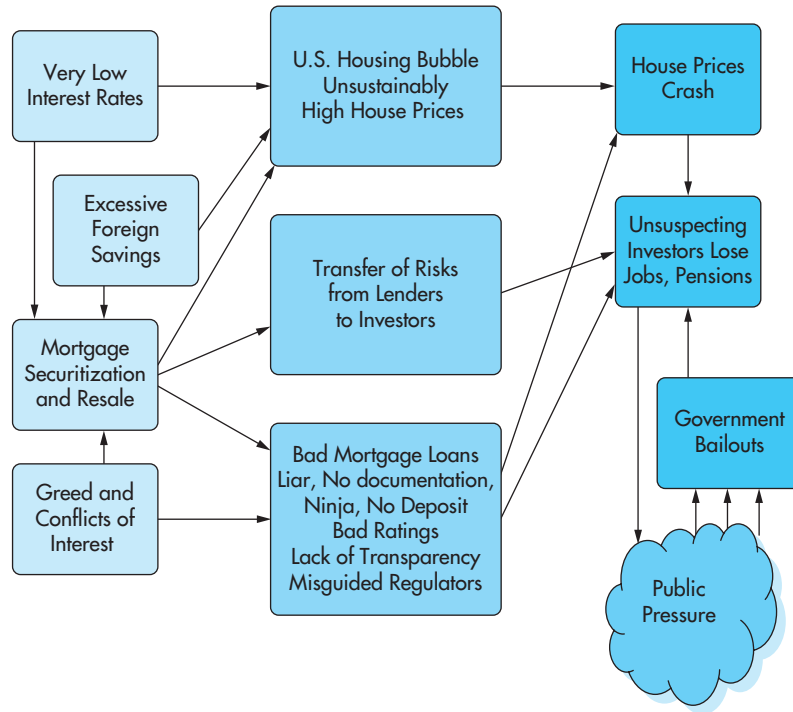 Very Low
Interest Rates
U.S. Housing Bubble
Unsustainably
High House Prices
House Prices
Crash
Excessive
Foreign
Savings
Transfer of Risks
from Lenders
to Investors
Unsuspecting
Investors Lose
Jobs, Pensions
Mortgage
Securitization
and Resale
Greed and
Conflicts of
Interest
Bad Mortgage Loans
Liar, No documentation,
Ninja, No Deposit
Bad Ratings
Lack of Transparency
Misguided Regulators
Government
Bailouts
Public
Pressure